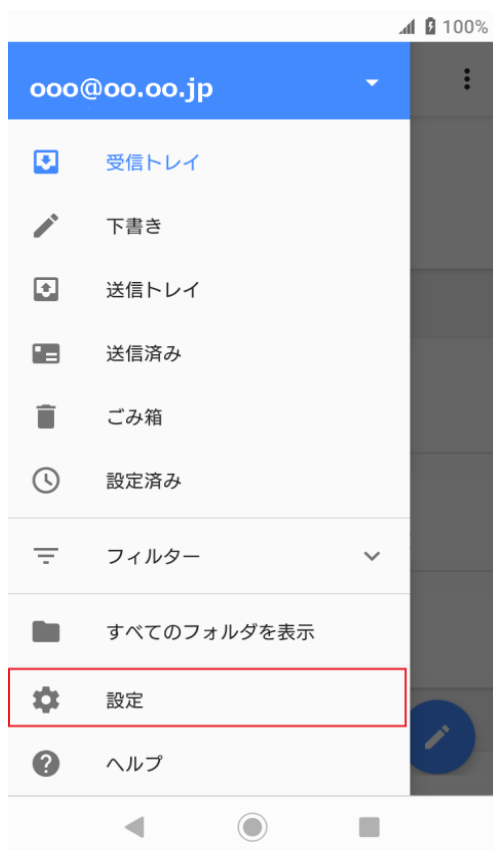 100%
ooo@oo.oo.jp
受信トレイ
下書き
送信トレイ
送信済み
ごみ箱
設定済み
フィルター
すべてのフォルダを表示
設定
ヘルプ